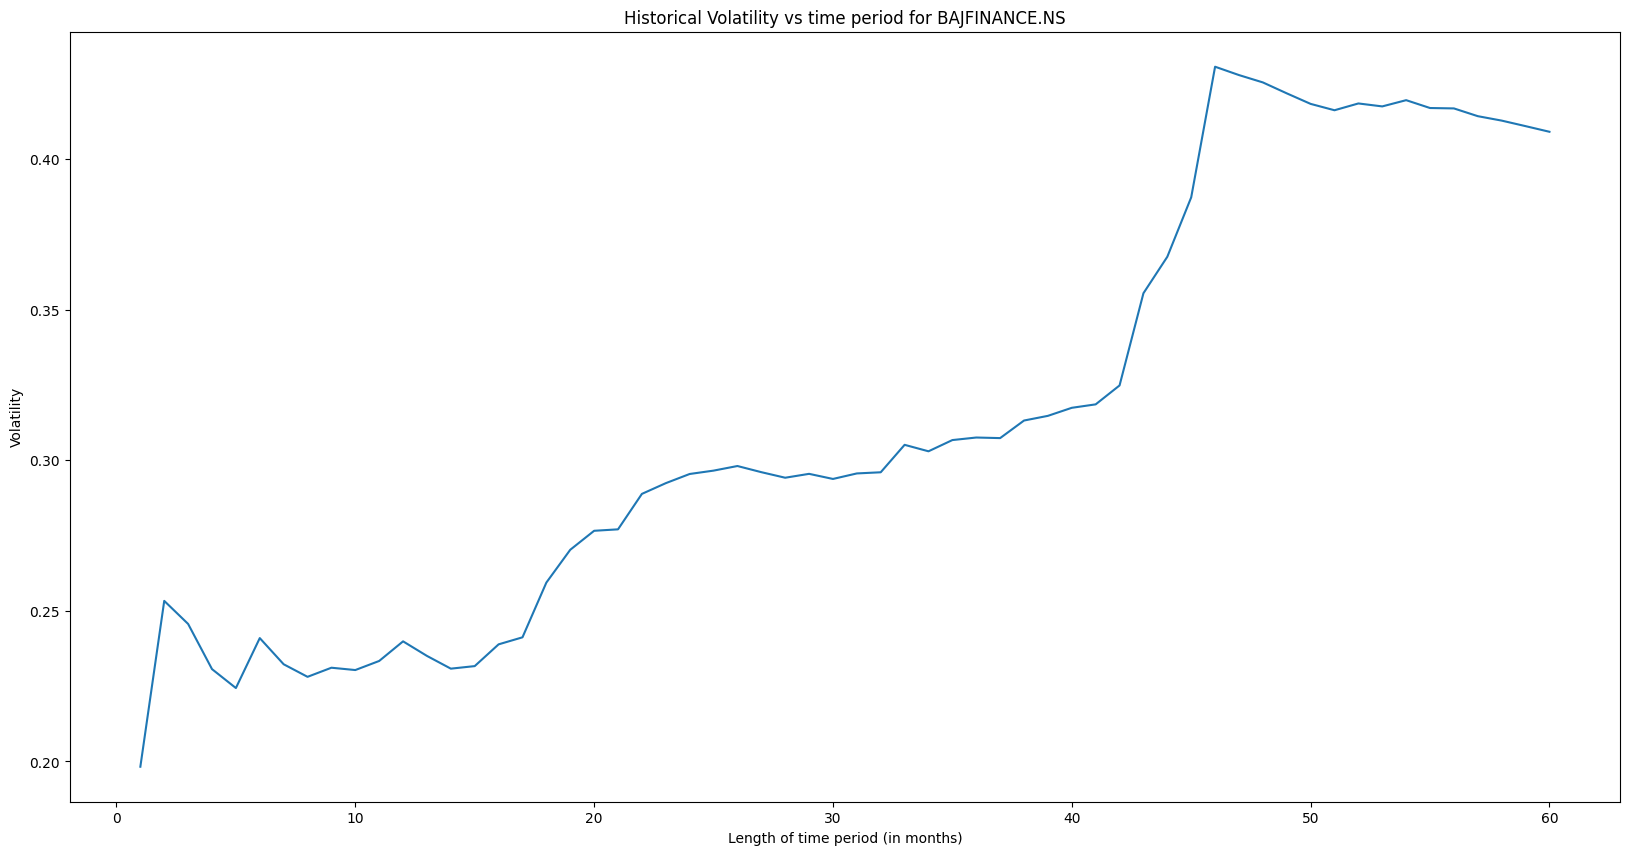 Historical Volatility vs time period for BAJFINANCE.NS
Volatility
0.40
0.35
0.30
0.25
0.20
0 10 20 30 40 50 60
Length of time period (in months)